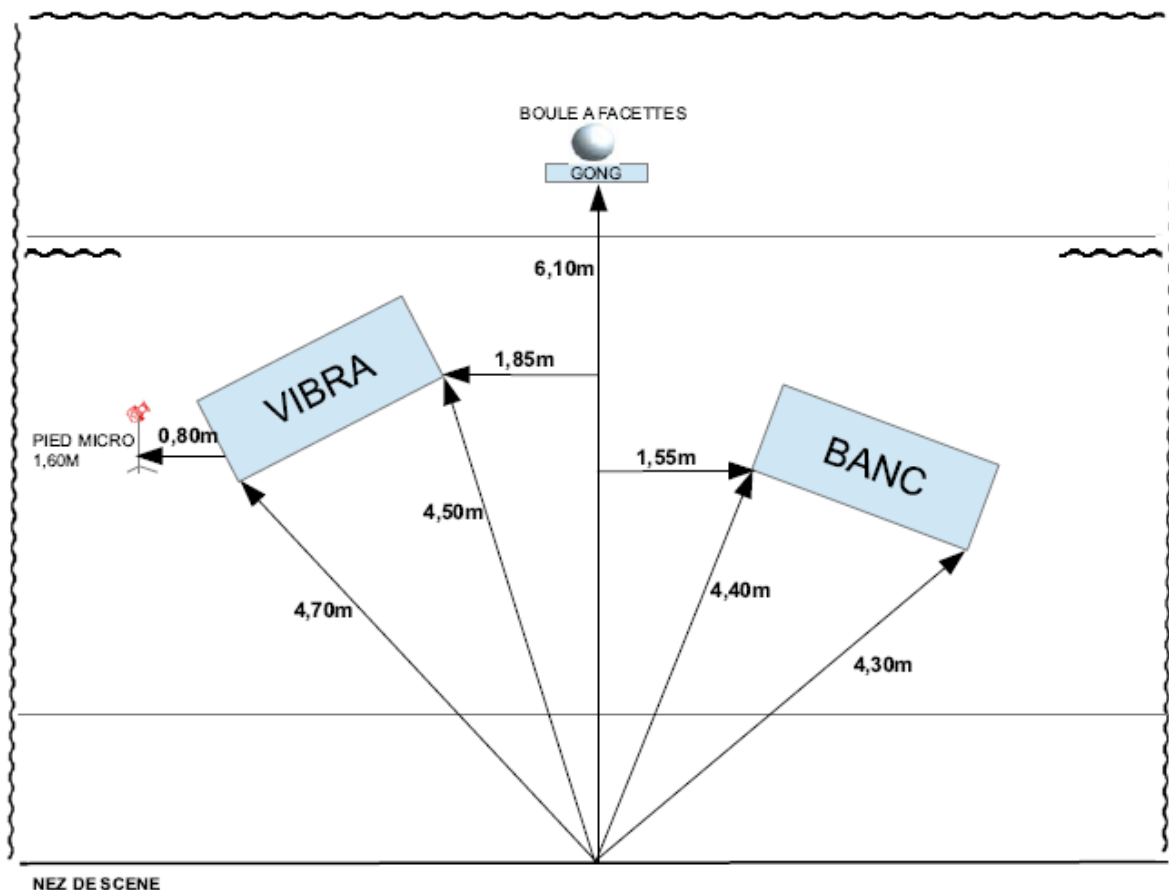 BOULE A FACETTES
GONG
6,10m
1,85m
VIBRA
0,80m
PIED MICRO
1,60M
1,55m
BANC
4,50m
4,70m
4,40m
4,30m
NEZ DE SCENE